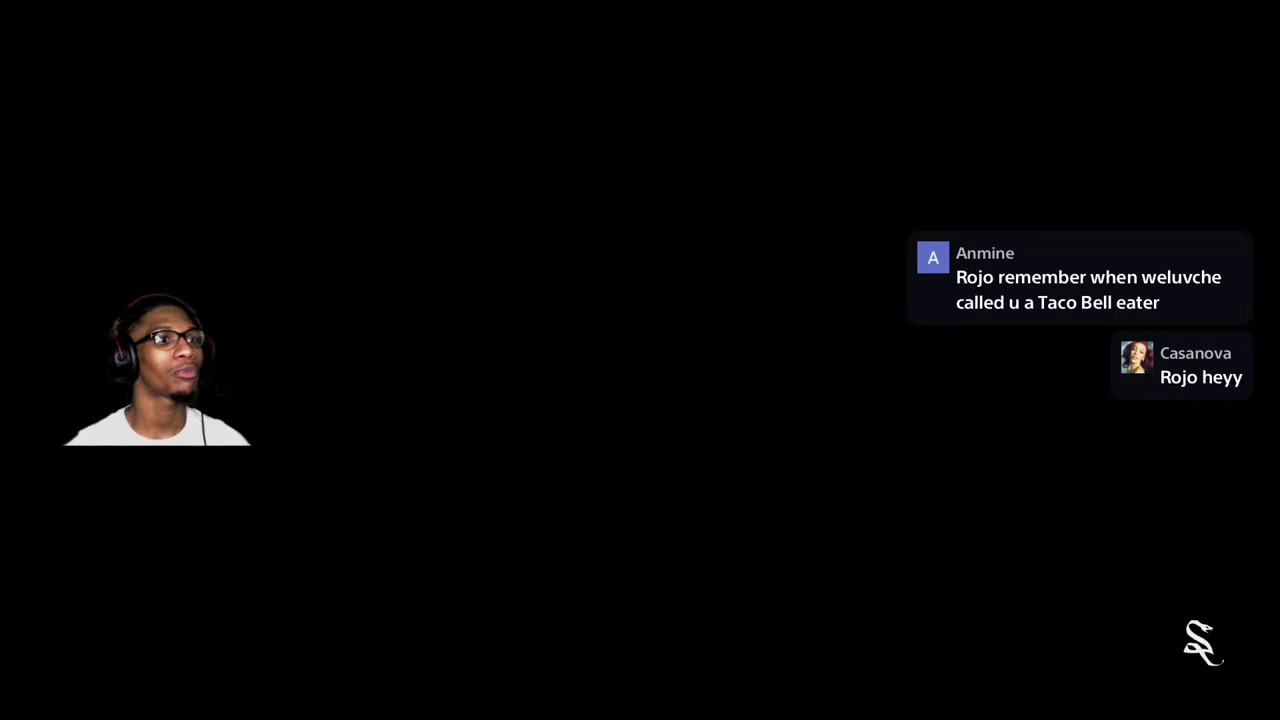 A
Anmine
Rojo remember when weluvche
called u a Taco Bell eater
Casanova
Rojo heyy